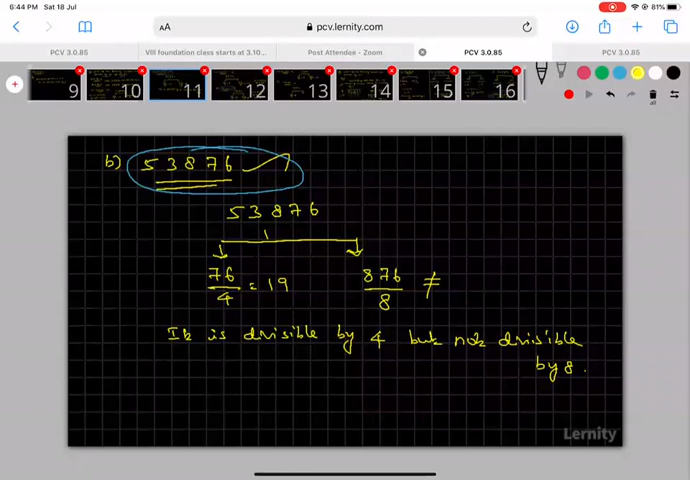 6:44 PM Sat 18 Jul
81%
AA
pcv.lernity.com
PCV 3.0.85
VIII foundation class starts at 3.10...
Post Attendee - Zoom
PCV 3.0.85
PCV 3.0.85
9
10
11
12
13
14
15
16
all
b) 53876
53876
76/4 = 19
876/8 ≠
It is divisible by 4 but not divisible
by 8.
Lernity